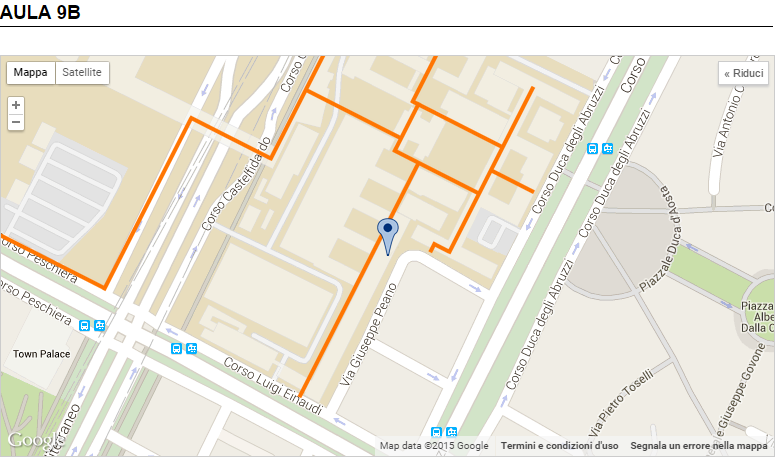 AULA 9B
Mappa
Satellite
« Riduci
+
−
Corso
Corso Duca degli Abruzzi
Corso Duca degli Abruzzi
Via Antonio C
Corso C
Corso Castelfidardo
Corso Duca degli Abruzzi
Co
Piazzale Duca d'Aosta
orso Peschiera
Corso Peschiera
Via Giuseppe Peano
Piazza
Albe
Dalla C
Town Palace
Corso Luigi Einaudi
Corso Duca degli Abruzzi
Via Pietro Toselli
e Giuseppe Govone
iterraneo
Google
Map data ©2015 Google
Termini e condizioni d'uso
Segnala un errore nella mappa